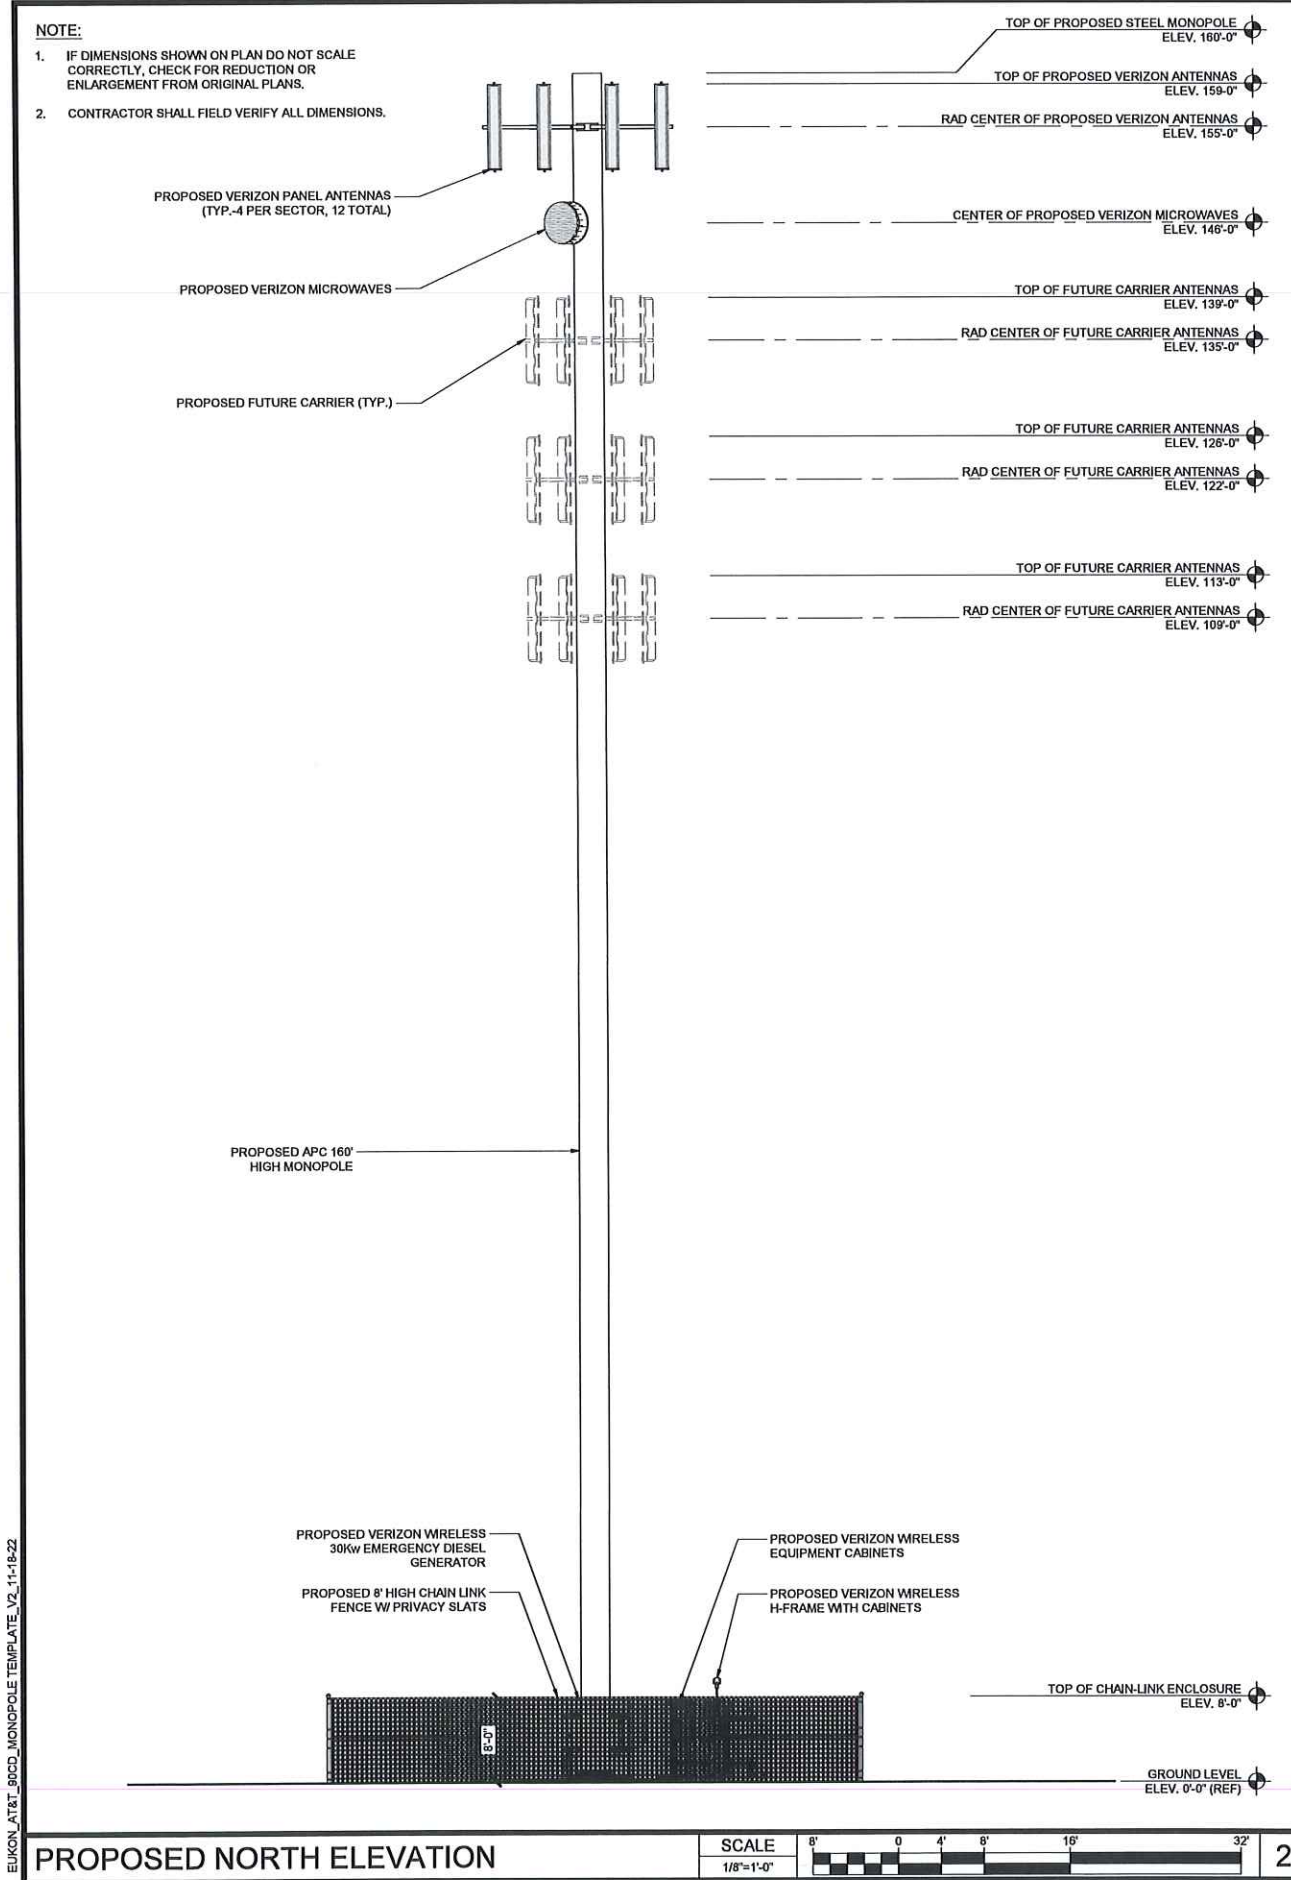 NOTE:
1. IF DIMENSIONS SHOWN ON PLAN DO NOT SCALE
CORRECTLY, CHECK FOR REDUCTION OR
ENLARGEMENT FROM ORIGINAL PLANS.
2. CONTRACTOR SHALL FIELD VERIFY ALL DIMENSIONS.
TOP OF PROPOSED STEEL MONOPOLE
ELEV. 160'-0"
TOP OF PROPOSED VERIZON ANTENNAS
ELEV. 159-0"
RAD CENTER OF PROPOSED VERIZON ANTENNAS
ELEV. 155'-0"
PROPOSED VERIZON PANEL ANTENNAS
(TYP.-4 PER SECTOR, 12 TOTAL)
CENTER OF PROPOSED VERIZON MICROWAVES
ELEV. 146'-0"
PROPOSED VERIZON MICROWAVES
TOP OF FUTURE CARRIER ANTENNAS
ELEV. 139'-0"
RAD CENTER OF FUTURE CARRIER ANTENNAS
ELEV. 135'-0"
PROPOSED FUTURE CARRIER (TYP.)
TOP OF FUTURE CARRIER ANTENNAS
ELEV. 126'-0"
RAD CENTER OF FUTURE CARRIER ANTENNAS
ELEV. 122'-0"
TOP OF FUTURE CARRIER ANTENNAS
ELEV. 113'-0"
RAD CENTER OF FUTURE CARRIER ANTENNAS
ELEV. 109'-0"
PROPOSED APC 160'
HIGH MONOPOLE
PROPOSED VERIZON WIRELESS
30Kw EMERGENCY DIESEL
GENERATOR
PROPOSED 8' HIGH CHAIN LINK
FENCE W/ PRIVACY SLATS
PROPOSED VERIZON WIRELESS
EQUIPMENT CABINETS
PROPOSED VERIZON WIRELESS
H-FRAME WITH CABINETS
TOP OF CHAIN-LINK ENCLOSURE
ELEV. 8'-0"
8'-0"
GROUND LEVEL
ELEV. 0'-0" (REF)
EUKON_AT&T_90CD_MONOPOLE TEMPLATE_V2_11-18-22
PROPOSED NORTH ELEVATION
SCALE
1/8"=1'-0"
8' 0 4' 8' 16' 32'
2